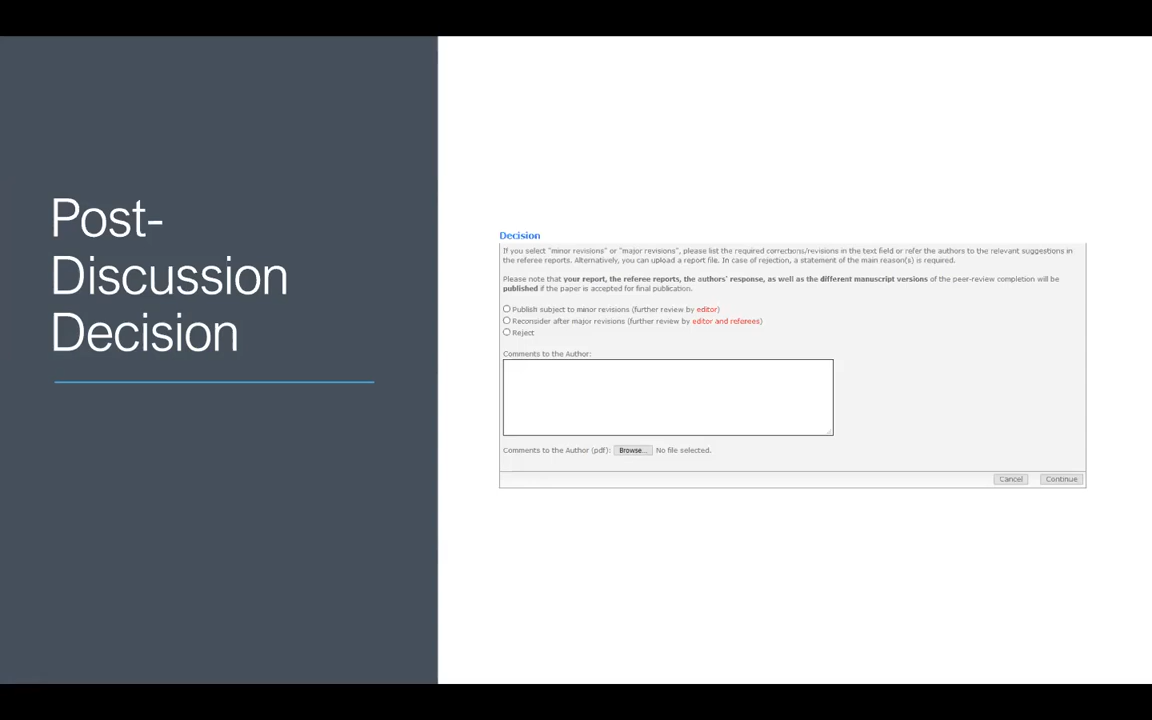 Post-
Discussion
Decision
Decision
If you select "minor revisions" or "major revisions", please list the required corrections/revisions in the text field or refer the authors to the relevant suggestions in
the referee reports. Alternatively, you can upload a report file. In case of rejection, a statement of the main reason(s) is required.
Please note that your report, the referee reports, the authors' response, as well as the different manuscript versions of the peer-review completion will be
published if the paper is accepted for final publication.
Publish subject to minor revisions (further review by editor)
Reconsider after major revisions (further review by editor and referees)
Reject
Comments to the Author:
Comments to the Author (pdf): Browse... No file selected.
Cancel Continue